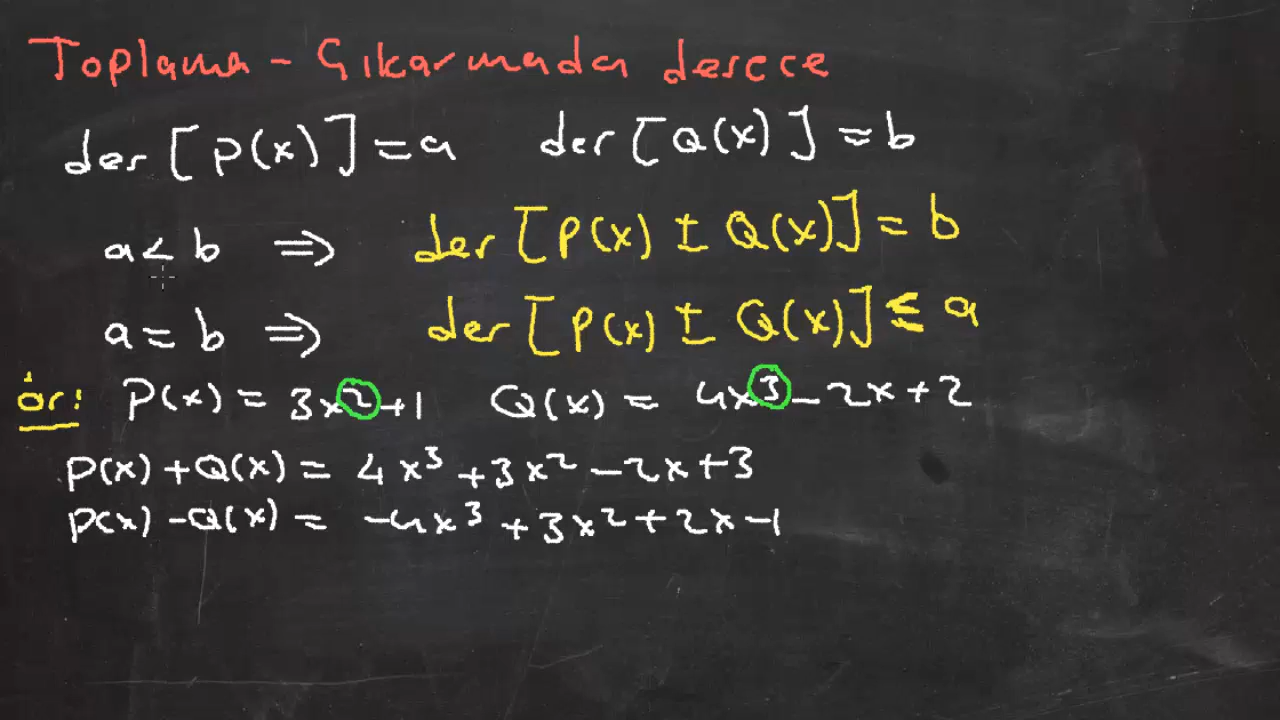 Toplama - Çıkarmada derece
der [P(x)] = a der [Q(x)] = b
a < b ⇒ der [P(x) ± Q(x)] = b
a = b ⇒ der [P(x) ± Q(x)] ≤ a
ör: P(x) = 3x²+1 Q(x) = 4x³-2x+2
P(x)+Q(x) = 4x³+3x²-2x+3
P(x)-Q(x) = -4x³+3x²+2x-1